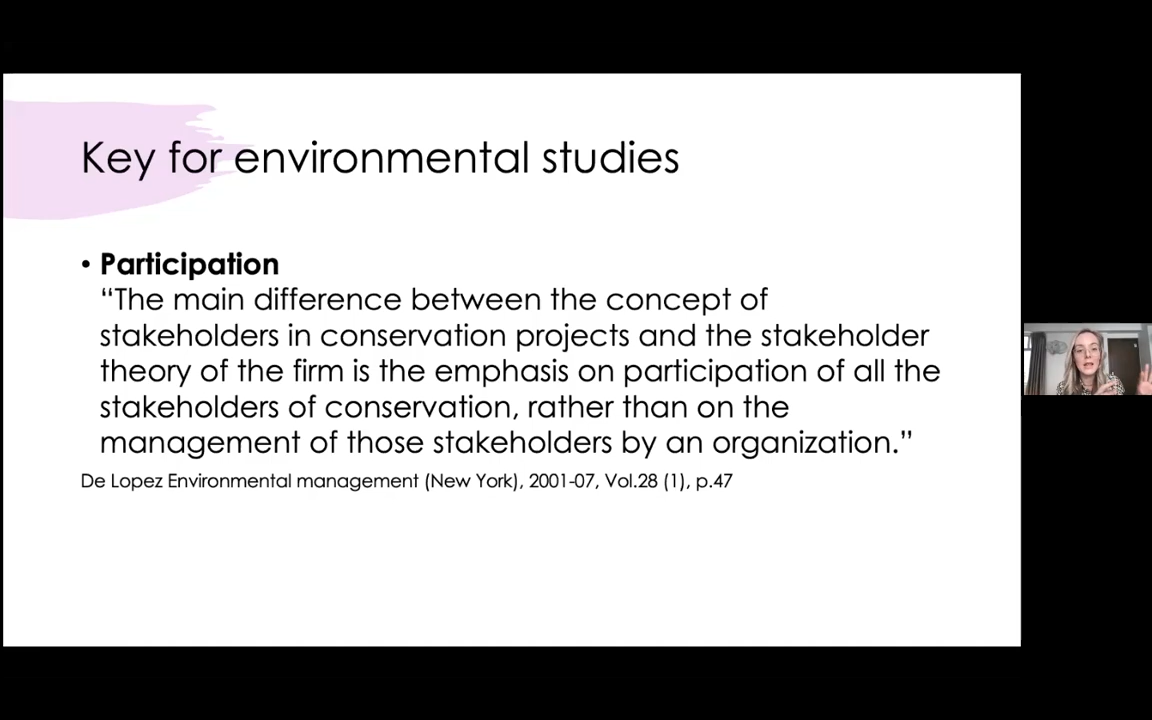 Key for environmental studies
• Participation
“The main difference between the concept of
stakeholders in conservation projects and the stakeholder
theory of the firm is the emphasis on participation of all the
stakeholders of conservation, rather than on the
management of those stakeholders by an organization.”
De Lopez Environmental management (New York), 2001-07, Vol.28 (1), p.47